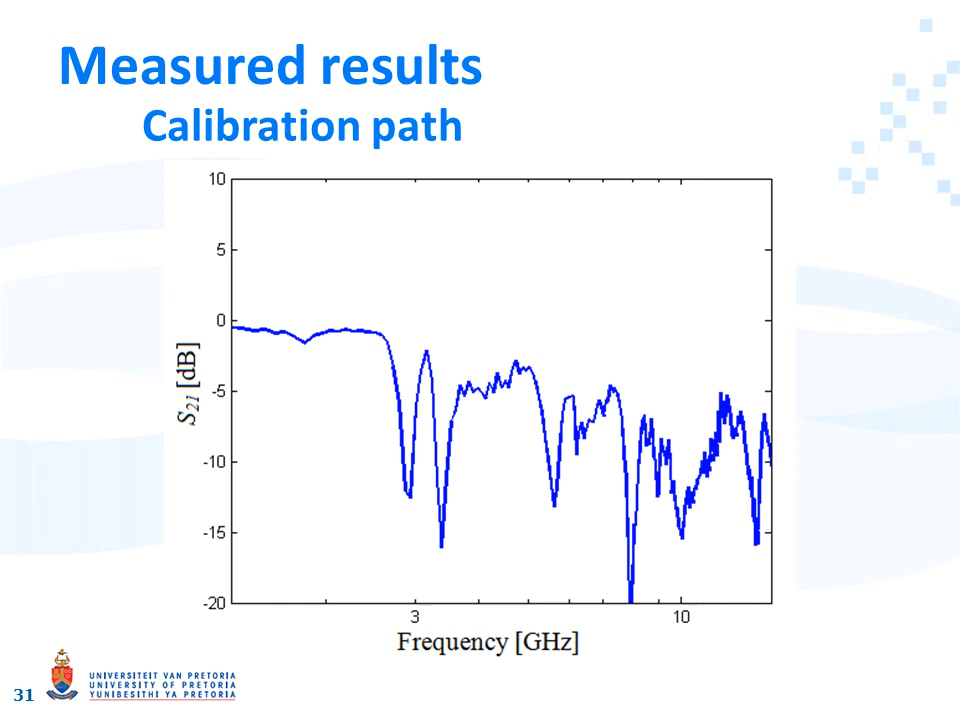 Measured results
Calibration path
10
5
0
-5
-10
-15
-20
S21 [dB]
3
10
Frequency [GHz]
31
UNIVERSITEIT VAN PRETORIA
UNIVERSITY OF PRETORIA
YUNIBESITHI YA PRETORIA